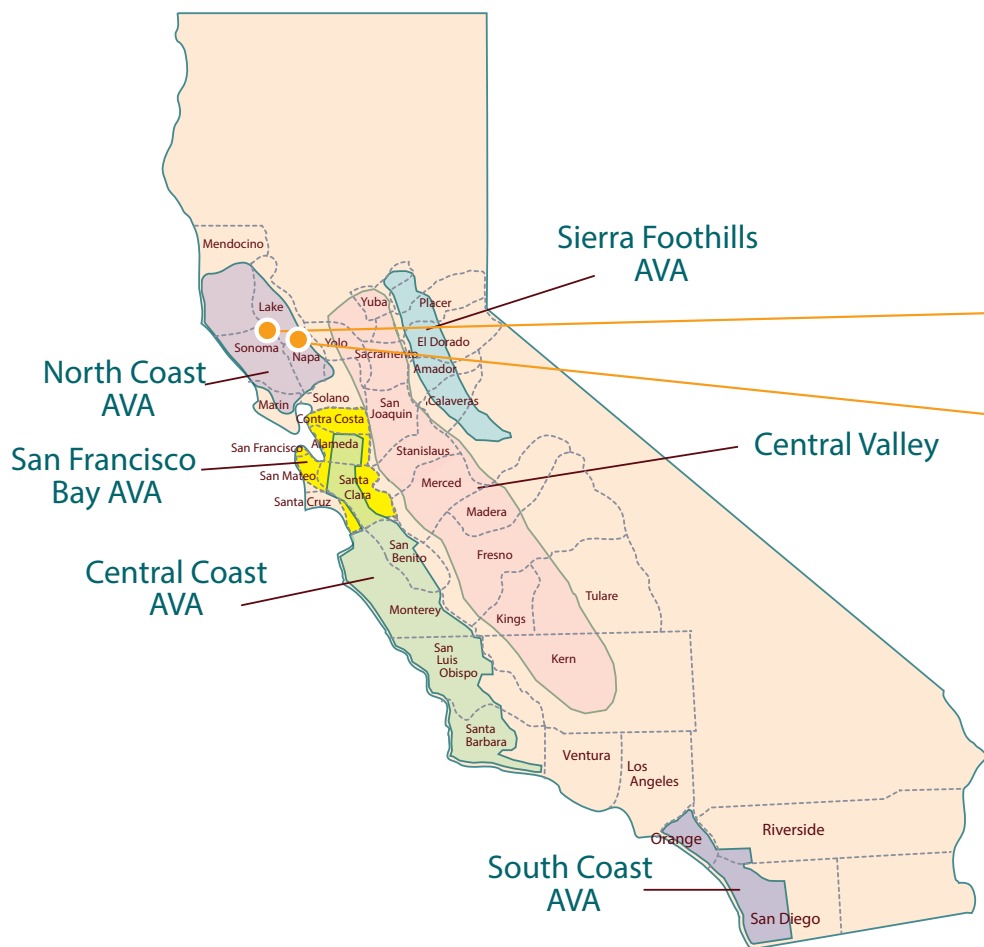 Sierra Foothills
AVA
Mendocino
Yuba
Placer
Lake
Sonoma
Napa
Yolo
El Dorado
Sacramento
Amador
North Coast
AVA
Marin
Solano
San
Joaquin
Calaveras
Contra Costa
San Francisco
Alameda
Stanislaus
Central Valley
San Francisco
Bay AVA
San Mateo
Santa
Clara
Merced
Santa Cruz
Madera
San
Benito
Fresno
Central Coast
AVA
Monterey
Tulare
Kings
San
Luis
Obispo
Kern
Santa
Barbara
Ventura
Los
Angeles
Orange
Riverside
South Coast
AVA
San Diego